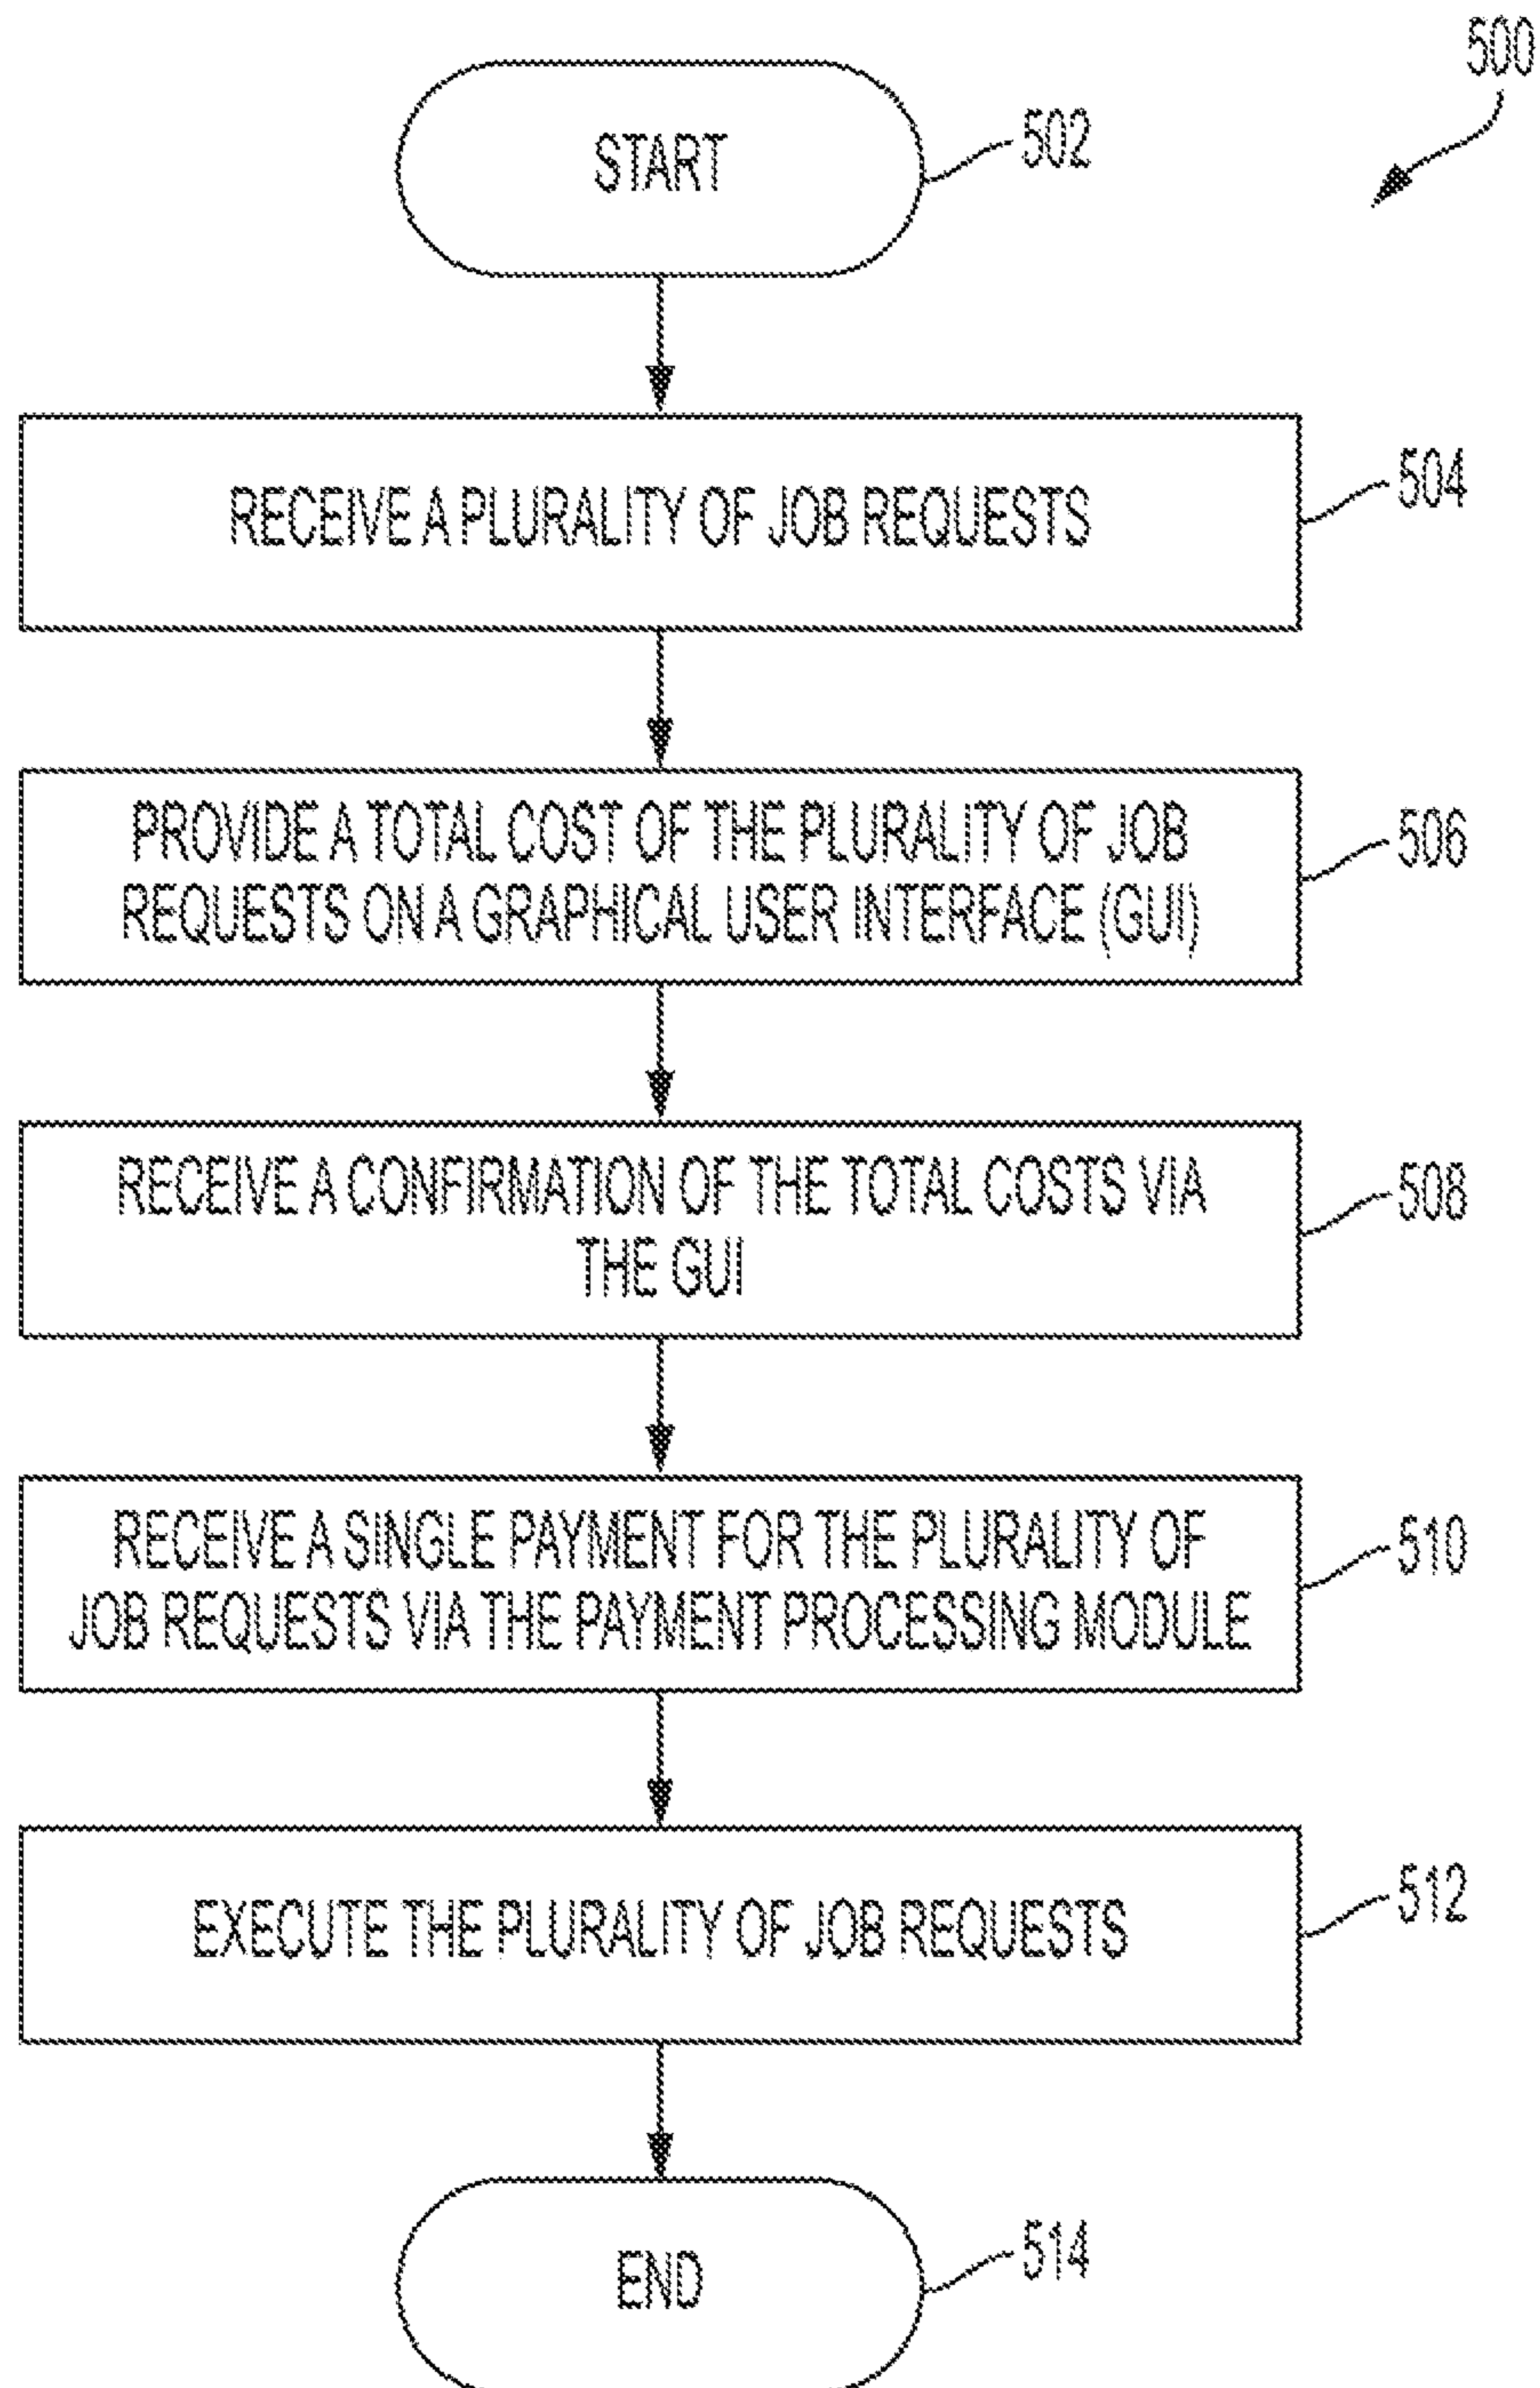 500
START
502
RECEIVE A PLURALITY OF JOB REQUESTS
504
PROVIDE A TOTAL COST OF THE PLURALITY OF JOB
REQUESTS ON A GRAPHICAL USER INTERFACE (GUI)
506
RECEIVE A CONFIRMATION OF THE TOTAL COSTS VIA
THE GUI
508
RECEIVE A SINGLE PAYMENT FOR THE PLURALITY OF
JOB REQUESTS VIA THE PAYMENT PROCESSING MODULE
510
EXECUTE THE PLURALITY OF JOB REQUESTS
512
END
514